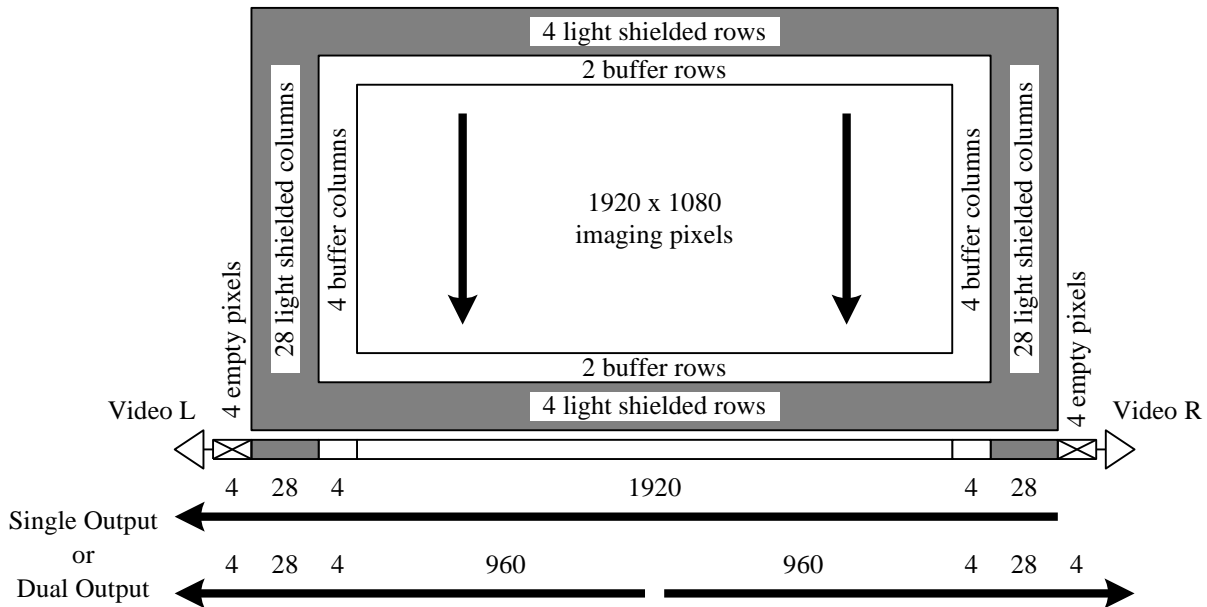 4 light shielded rows
2 buffer rows
28 light shielded columns
4 buffer columns
1920 x 1080
imaging pixels
4 buffer columns
28 light shielded columns
4 empty pixels
4 empty pixels
2 buffer rows
4 light shielded rows
Video L
Video R
4 28 4 1920 4 28
Single Output
or
Dual Output
4 28 4 960 960 4 28 4